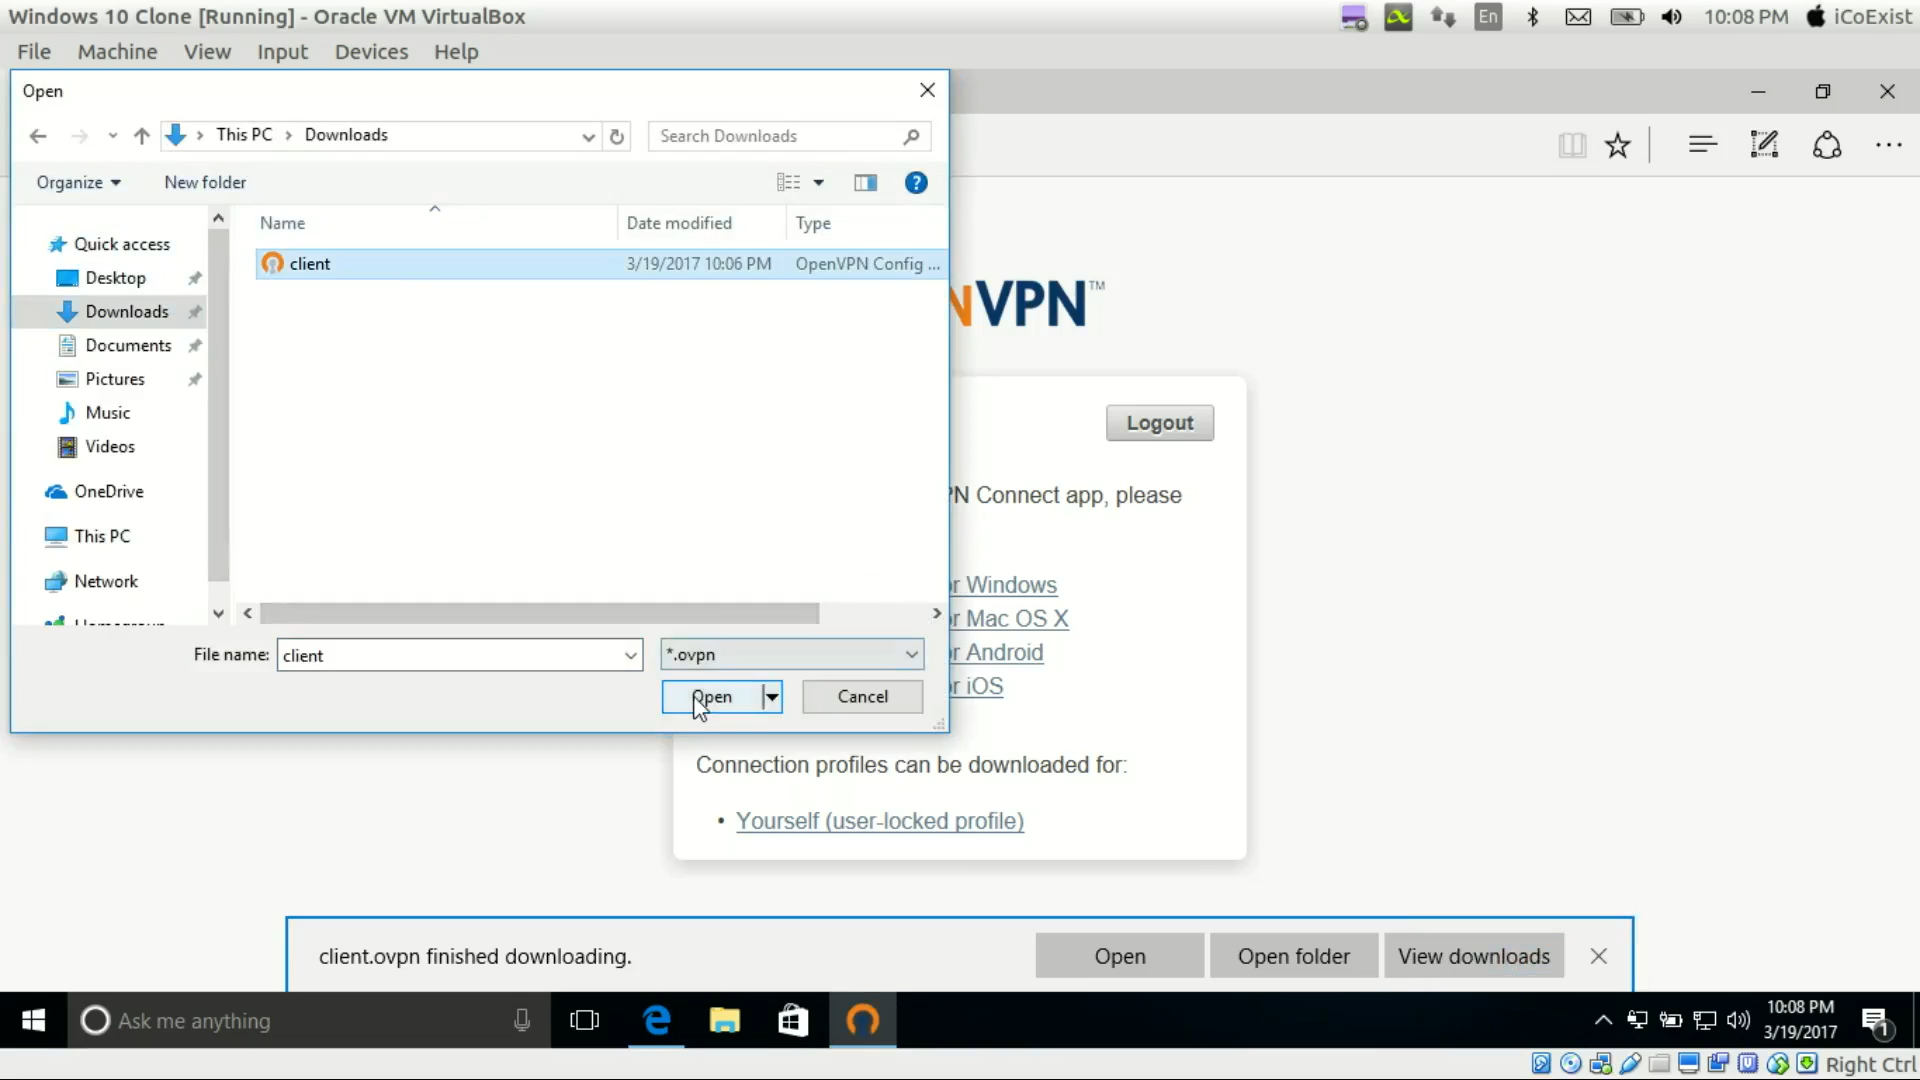 Windows 10 Clone [Running] - Oracle VM VirtualBox
En
10:08 PM
iCoExist
File Machine View Input Devices Help
Open
This PC > Downloads
Search Downloads
Organize
New folder
Name
Date modified
Type
Quick access
client
3/19/2017 10:06 PM
OpenVPN Config ...
Desktop
Downloads
Documents
Pictures
Music
Videos
OneDrive
This PC
Network
File name:
client
*.ovpn
Open
Cancel
NVPN™
Logout
PN Connect app, please
r Windows
r Mac OS X
r Android
r iOS
Connection profiles can be downloaded for:
• Yourself (user-locked profile)
client.ovpn finished downloading.
Open
Open folder
View downloads
Ask me anything
10:08 PM
3/19/2017
1
Right Ctrl